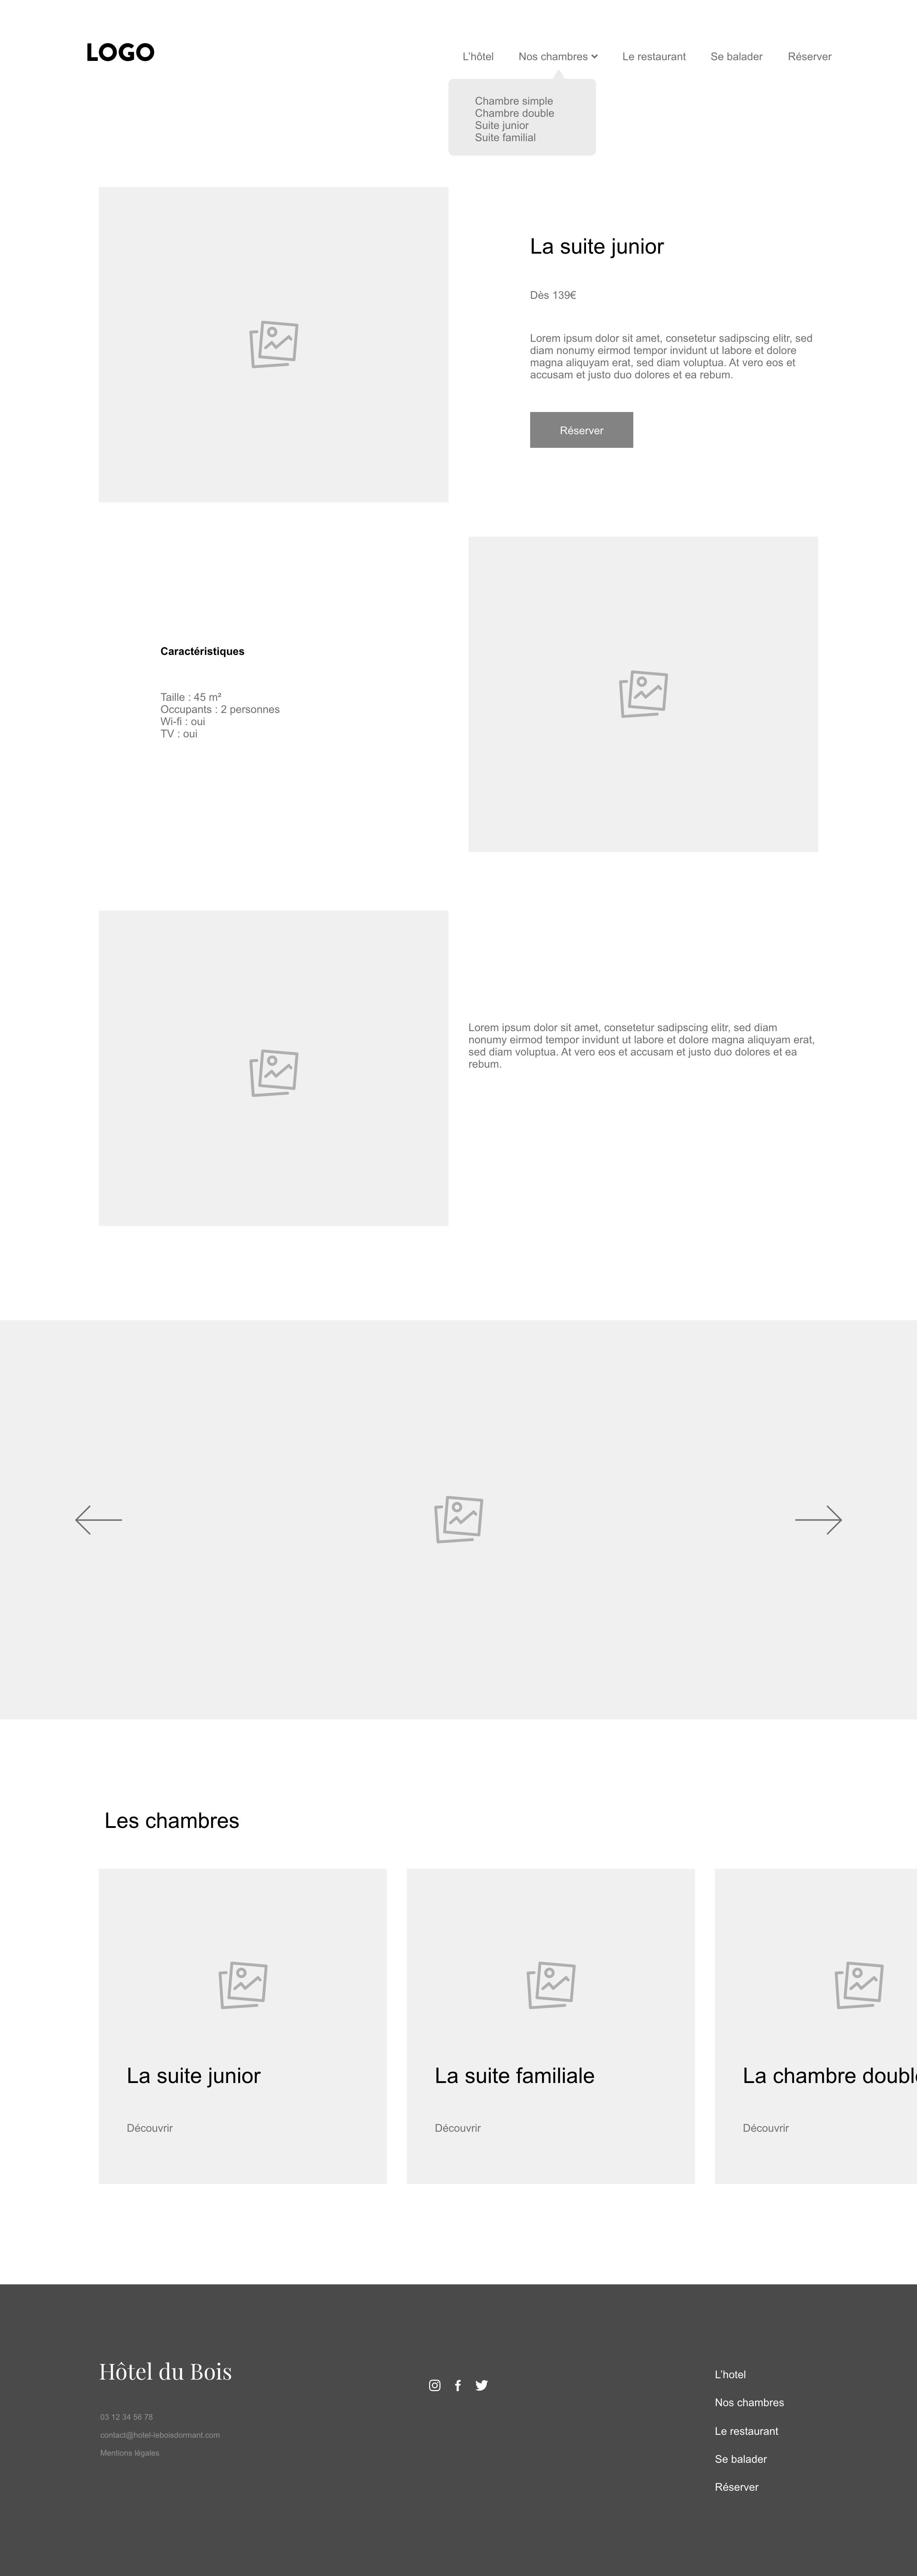 LOGO
L'hôtel
Nos chambres
Le restaurant
Se balader
Réserver
Chambre simple
Chambre double
Suite junior
Suite familial
La suite junior
Dès 139€
Lorem ipsum dolor sit amet, consetetur sadipscing elitr, sed
diam nonumy eirmod tempor invidunt ut labore et dolore
magna aliquyam erat, sed diam voluptua. At vero eos et
accusam et justo duo dolores et ea rebum.
Réserver
Caractéristiques
Taille : 45 m²
Occupants : 2 personnes
Wi-fi : oui
TV : oui
Lorem ipsum dolor sit amet, consetetur sadipscing elitr, sed diam
nonumy eirmod tempor invidunt ut labore et dolore magna aliquyam erat,
sed diam voluptua. At vero eos et accusam et justo duo dolores et ea
rebum.
Les chambres
La suite junior
Découvrir
La suite familiale
Découvrir
La chambre doubl
Découvrir
Hôtel du Bois
03 12 34 56 78
contact@hotel-leboisdormant.com
Mentions légales
L'hotel
Nos chambres
Le restaurant
Se balader
Réserver